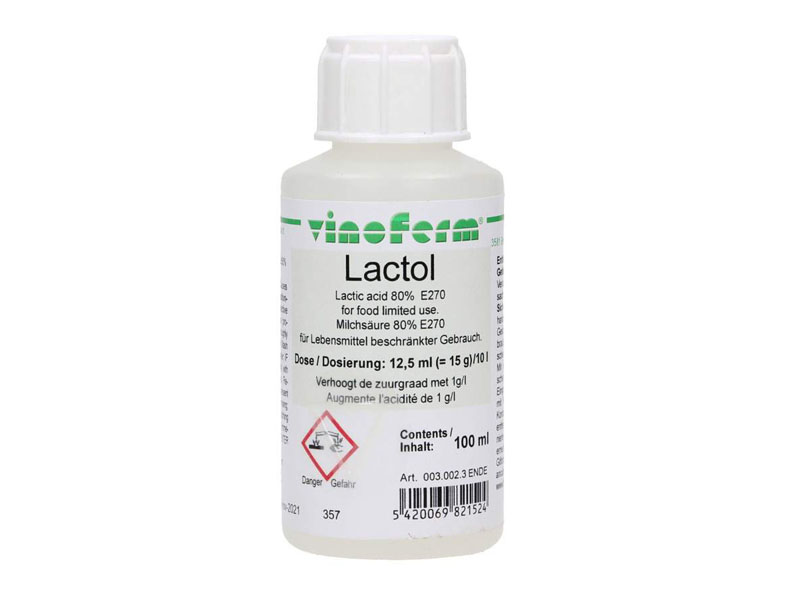 vinoferm®
Lactol
Lactic acid 80% E270
for food limited use.
Milchsäure 80% E270
für Lebensmittel beschränkter Gebrauch.
Dose / Dosierung: 12,5 ml (= 15 g)/10 l
Verhoogt de zuurgraad met 1g/l
Augmente l'acidité de 1 g/l
Contents /
Inhalt: 100 ml
Danger Gefahr
Art. 003.002.3 ENDE
5 420069 821524
-2021
357